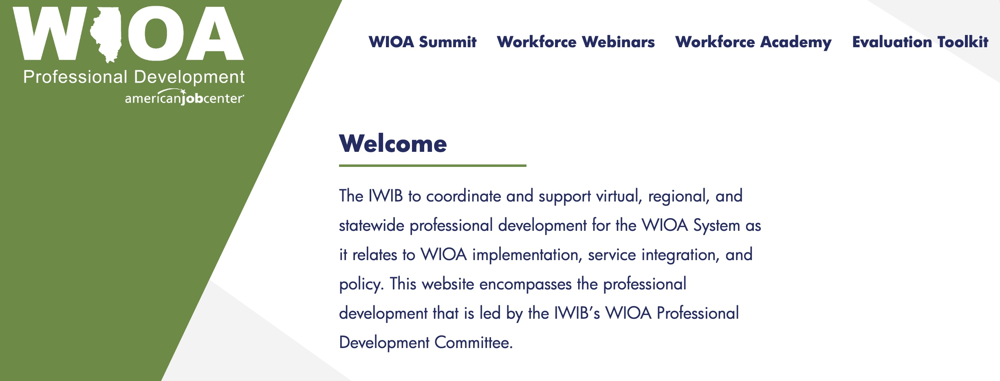 WIOA
Professional Development
americanjobcenter
WIOA Summit Workforce Webinars Workforce Academy Evaluation Toolkit
Welcome
The IWIB to coordinate and support virtual, regional, and
statewide professional development for the WIOA System as
it relates to WIOA implementation, service integration, and
policy. This website encompasses the professional
development that is led by the IWIB’s WIOA Professional
Development Committee.